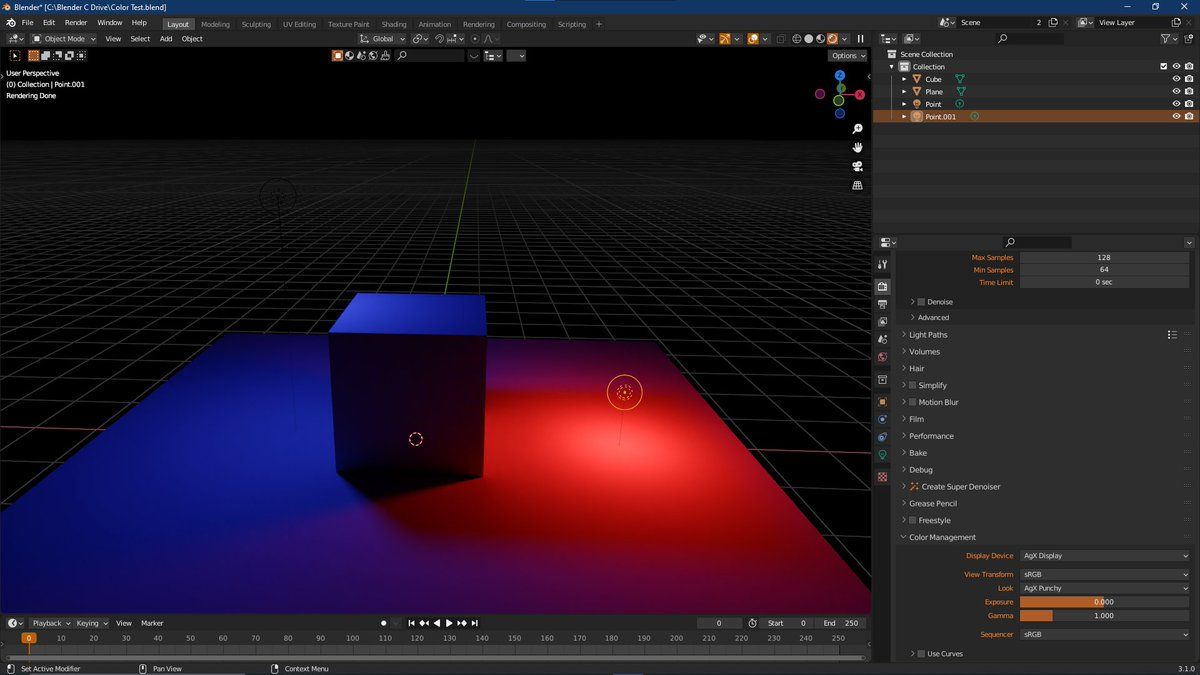 Blender* [C:\Blender C Drive\Color Test.blend]
File Edit Render Window Help Layout Modeling Sculpting UV Editing Texture Paint Shading Animation Rendering Compositing Scripting + Scene 2 View Layer
Object Mode View Select Add Object Global
Options
User Perspective
(0) Collection | Point.001
Rendering Done
Z
X
Scene Collection
Collection
Cube
Plane
Point
Point.001
Max Samples 128
Min Samples 64
Time Limit 0 sec
Denoise
Advanced
Light Paths
Volumes
Hair
Simplify
Motion Blur
Film
Performance
Bake
Debug
Create Super Denoiser
Grease Pencil
Freestyle
Color Management
Display Device AgX Display
View Transform sRGB
Look AgX Punchy
Exposure 0.000
Gamma 1.000
Sequencer sRGB
Use Curves
Playback Keying View Marker 0 Start 0 End 250
0 10 20 30 40 50 60 70 80 90 100 110 120 130 140 150 160 170 180 190 200 210 220 230 240 250
Set Active Modifier Pan View Context Menu 3.1.0